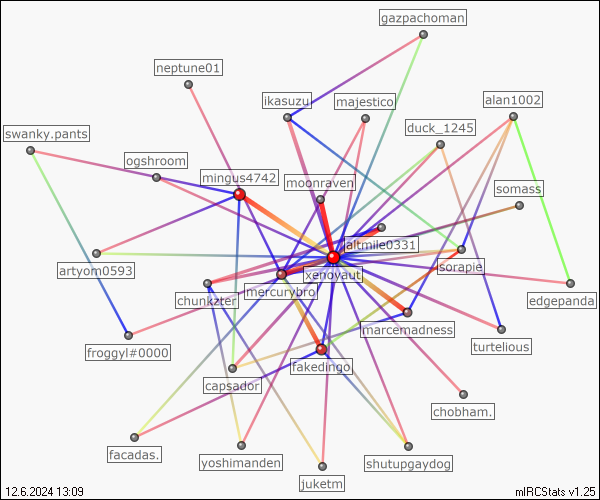 gazpachoman
neptune01
ikasuzu
majestico
alan1002
swanky.pants
duck_1245
ogshroom
mingus4742
moonraven
somass
altmile0331
artyom0593
xenoyaut
sorapie
mercurybro
chunkzter
edgepanda
marcemadness
froggyl#0000
turtelious
fakedingo
capsador
chobham.
facadas.
yoshimanden
shutupgaydog
juketm
12.6.2024 13:09
mIRCStats v1.25